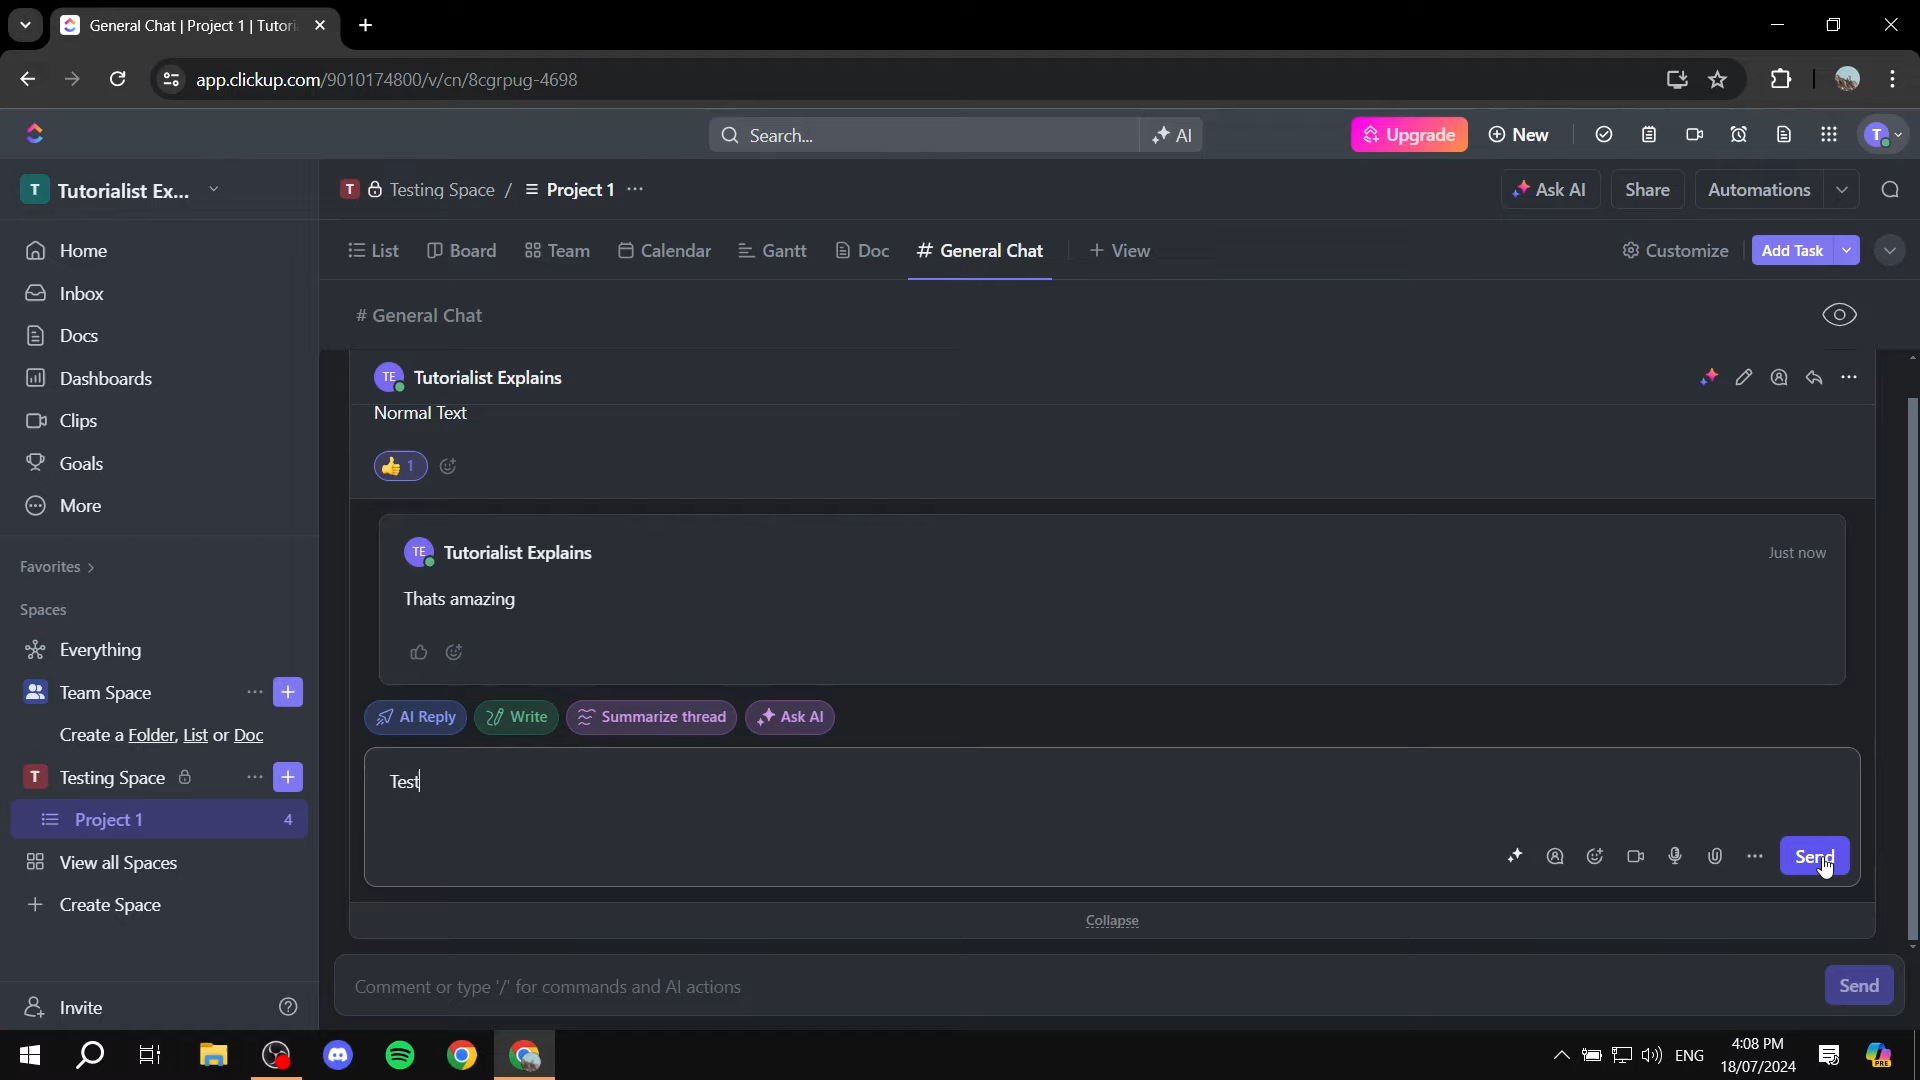 General Chat | Project 1 | Tutori
app.clickup.com/9010174800/v/cn/8cgrpug-4698
Search...
AI
Upgrade
New
T
T Tutorialist Ex...
T Testing Space / Project 1 ...
Ask AI
Share
Automations
List
Board
Team
Calendar
Gantt
Doc
# General Chat
+ View
Customize
Add Task
Home
Inbox
Docs
Dashboards
Clips
Goals
More
Favorites
Spaces
Everything
Team Space
Create a Folder, List or Doc
T Testing Space
Project 1 4
View all Spaces
+ Create Space
Invite
# General Chat
TE Tutorialist Explains
Normal Text
1
TE Tutorialist Explains
Just now
Thats amazing
AI Reply
Write
Summarize thread
Ask AI
Test
Send
Collapse
Comment or type '/' for commands and AI actions
Send
ENG
4:08 PM
18/07/2024
PRE